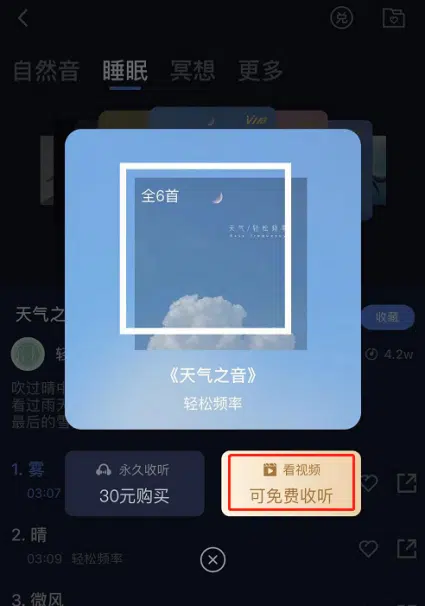 兑
自然音 睡眠 冥想 更多
VIP
全6首
天气/轻松频率
天气之
收藏
《天气之音》
轻松频率
轻
4.2w
吹过晴中
看过雨天
最后的雪
1. 雾
03:07
永久收听
30元购买
看视频
可免费收听
2. 晴
03:09 轻松频率
3. 微风